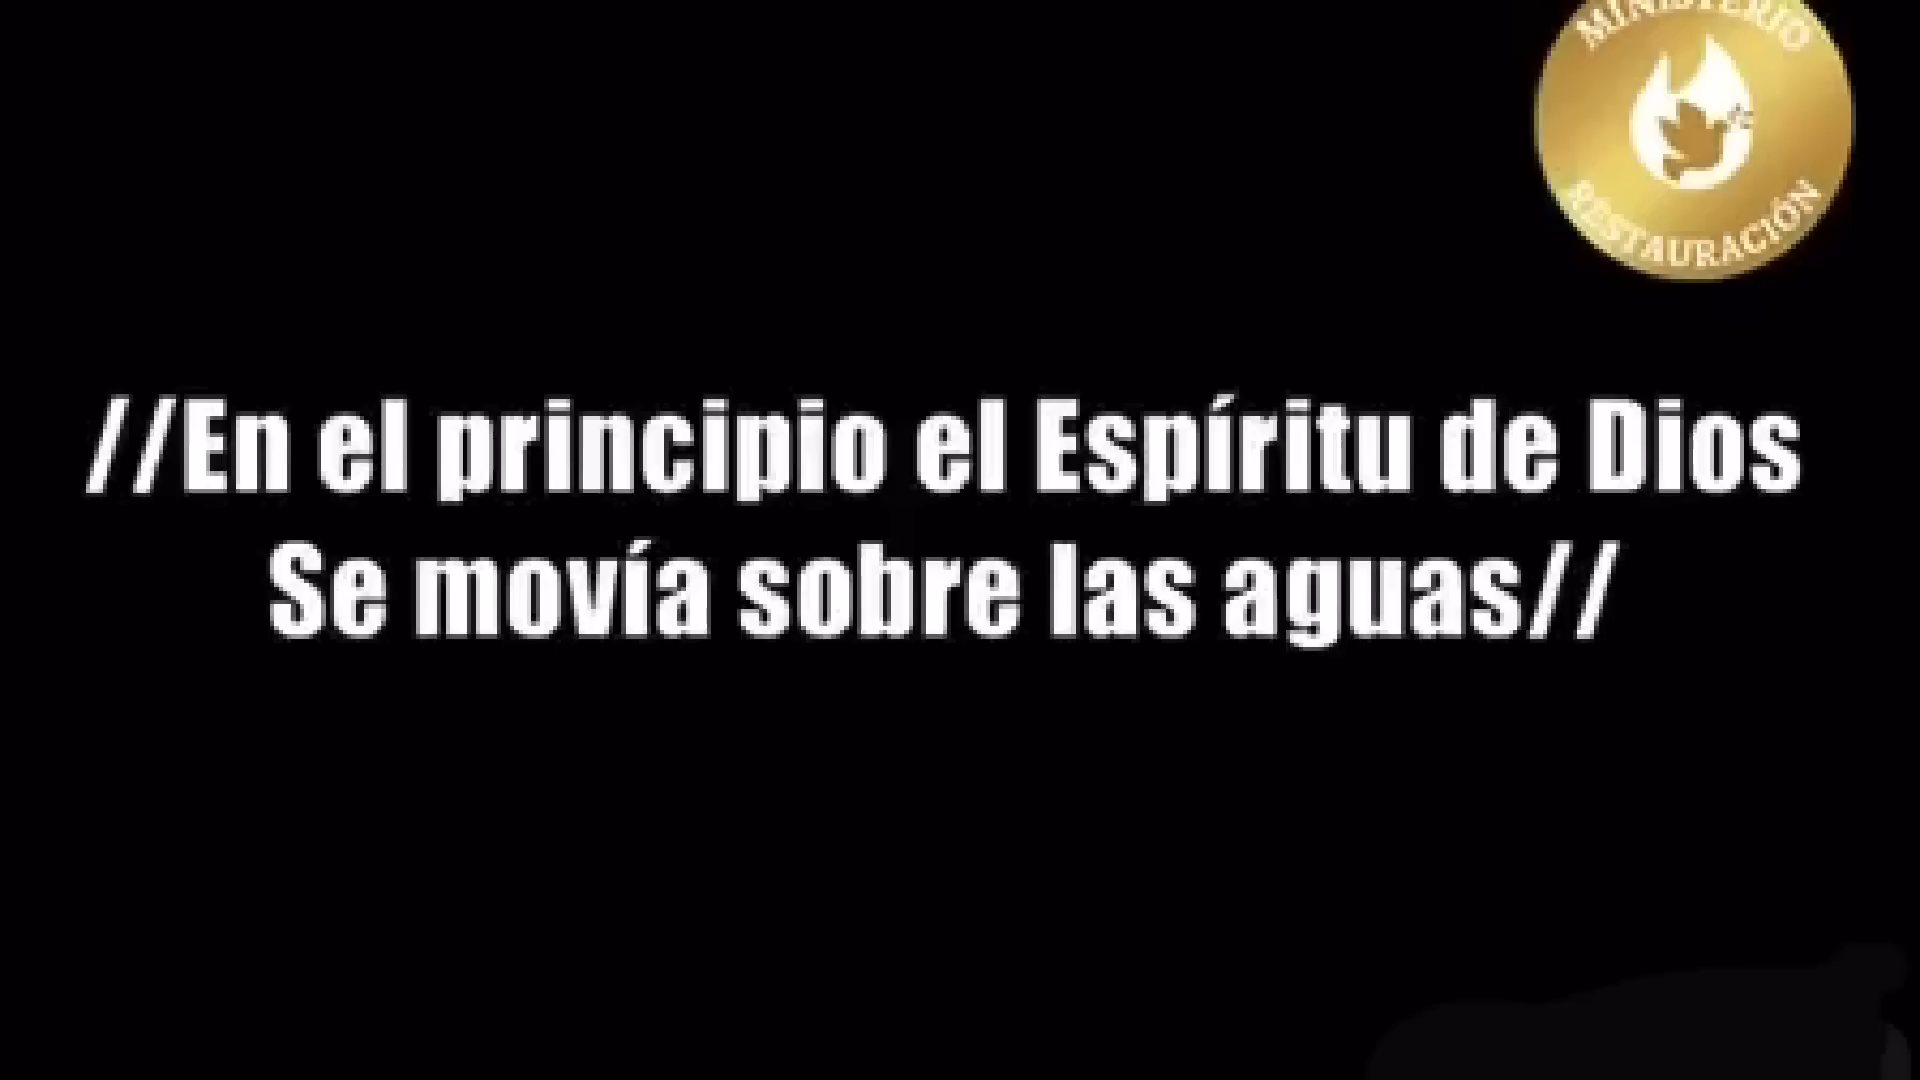 MINISTERIO
RESTAURACIÓN
//En el principio el Espíritu de Dios
Se movía sobre las aguas//